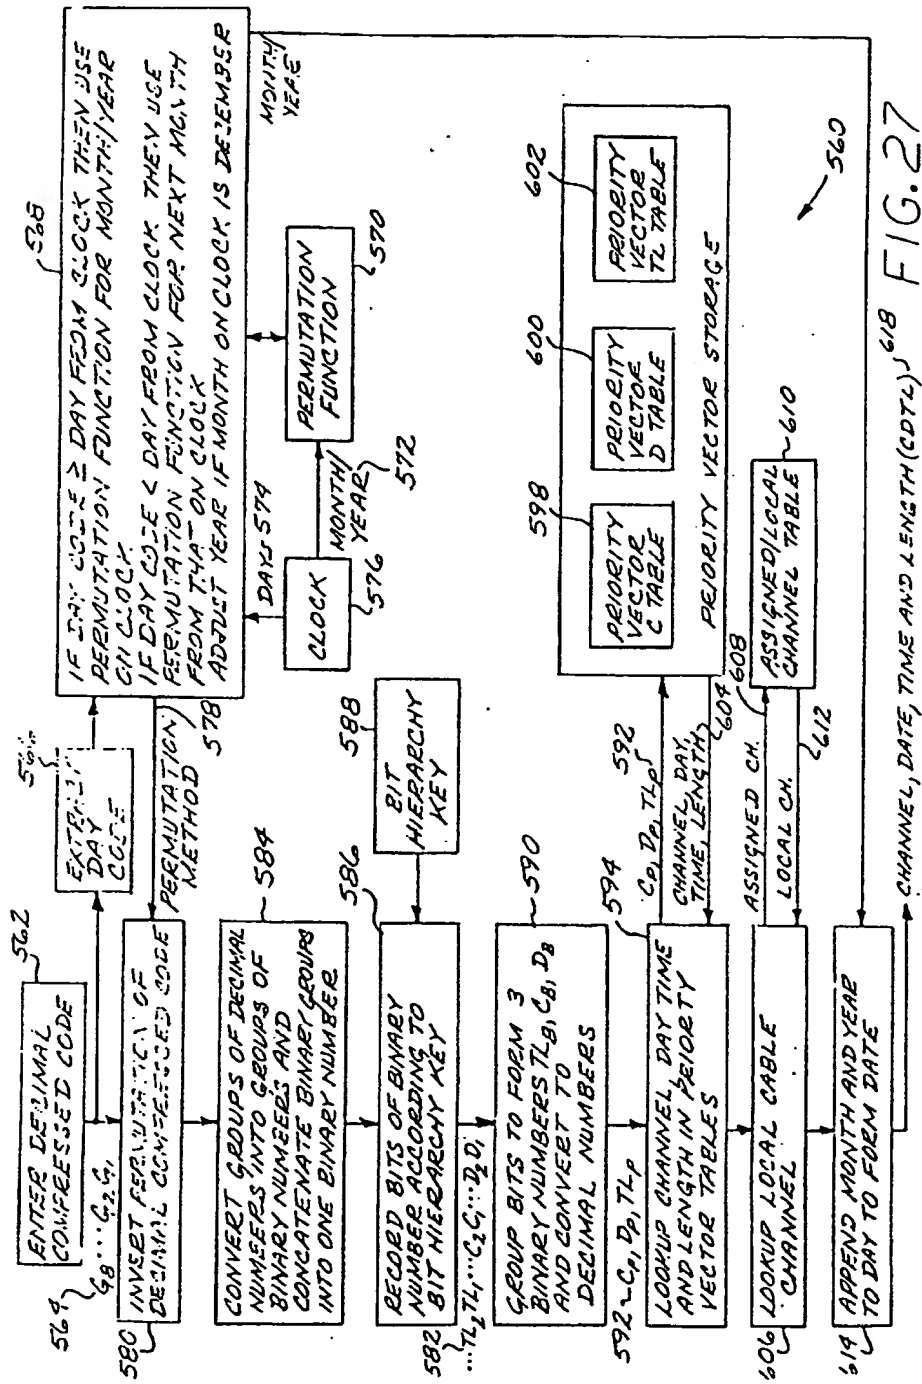 562
ENTER DECIMAL
COMPRESSED CODE
564
G8 ... G2 G1
EXTRACT
DAY
CODE
568
IF DAY CODE ≥ DAY FROM CLOCK THEN USE
PERMUTATION FUNCTION FOR MONTH/YEAR
ON CLOCK
IF DAY CODE < DAY FROM CLOCK THEN USE
PERMUTATION FUNCTION FOR NEXT MONTH
FROM THAT ON CLOCK
ADJUST YEAR IF MONTH ON CLOCK IS DECEMBER
MONTH/
YEAR
PERMUTATION
METHOD
578
DAYS 574
CLOCK
576
MONTH/
YEAR
572
PERMUTATION
FUNCTION
570
580
INVERT PERMUTATION OF
DECIMAL COMPRESSED CODE
584
CONVERT GROUPS OF DECIMAL
NUMBERS INTO GROUPS OF
BINARY NUMBERS AND
CONCATENATE BINARY GROUPS
INTO ONE BINARY NUMBER.
586
RECORD BITS OF BINARY
NUMBER ACCORDING TO
BIT HIERARCHY KEY
588
BIT
HIERARCHY
KEY
582
...TL2 TL1 ... C2 C1 ... D2 D1
590
GROUP BITS TO FORM 3
BINARY NUMBERS TLB, CB, DB
AND CONVERT TO
DECIMAL NUMBERS
592 ~ CP, DP, TLP
594
LOOKUP CHANNEL DAY TIME
AND LENGTH IN PRIORTY
VECTOR TABLES
592
CP, DP, TLP
CHANNEL, DAY,
TIME, LENGTH
604
598
PRIORITY
VECTOR
C TABLE
600
PRIORITY
VECTOR
D TABLE
602
PRIORITY
VECTOR
TL TABLE
PRIORITY VECTOR STORAGE
606
LOOKUP LOCAL CABLE
CHANNEL
ASSIGNED CH.
608
LOCAL CH.
612
ASSIGNED/LOCAL
CHANNEL TABLE
610
614
APPEND MONTH AND YEAR
TO DAY TO FORM DATE
CHANNEL, DATE, TIME AND LENGTH (CDTL)
618
560
FIG. 27